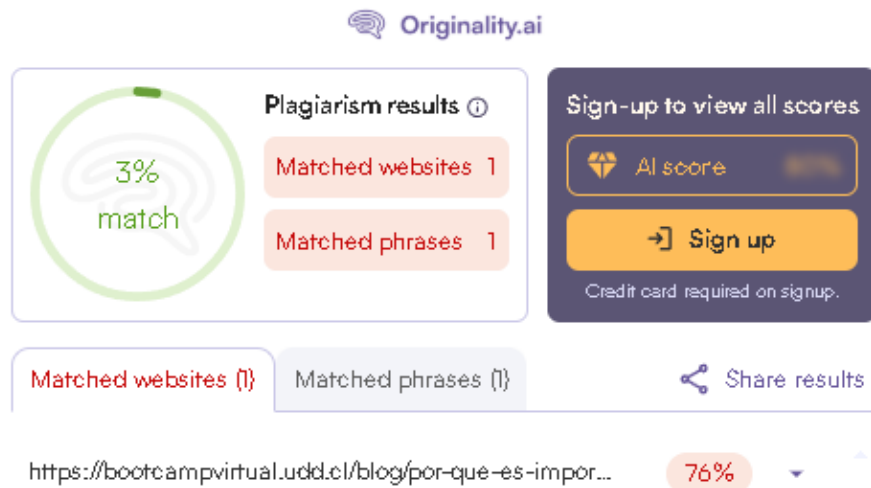 Originality.ai
3%
match
Plagiarism results
Matched websites 1
Matched phrases 1
Sign-up to view all scores
AI score
Sign up
Credit card required on signup.
Matched websites (1)
Matched phrases (1)
Share results
https://bootcampvirtual.udd.cl/blog/por-que-es-impor...
76%